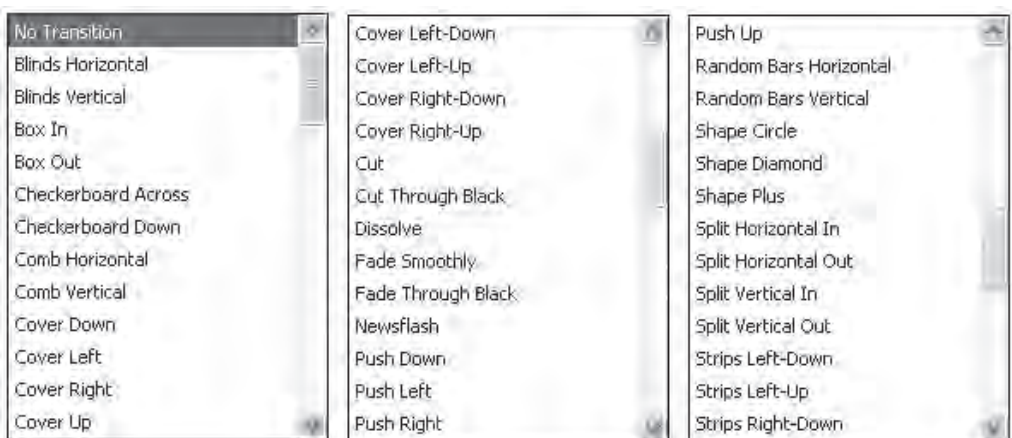 No Transition
Blinds Horizontal
Blinds Vertical
Box In
Box Out
Checkerboard Across
Checkerboard Down
Comb Horizontal
Comb Vertical
Cover Down
Cover Left
Cover Right
Cover Up
Cover Left-Down
Cover Left-Up
Cover Right-Down
Cover Right-Up
Cut
Cut Through Black
Dissolve
Fade Smoothly
Fade Through Black
Newsflash
Push Down
Push Left
Push Right
Push Up
Random Bars Horizontal
Random Bars Vertical
Shape Circle
Shape Diamond
Shape Plus
Split Horizontal In
Split Horizontal Out
Split Vertical In
Split Vertical Out
Strips Left-Down
Strips Left-Up
Strips Right-Down